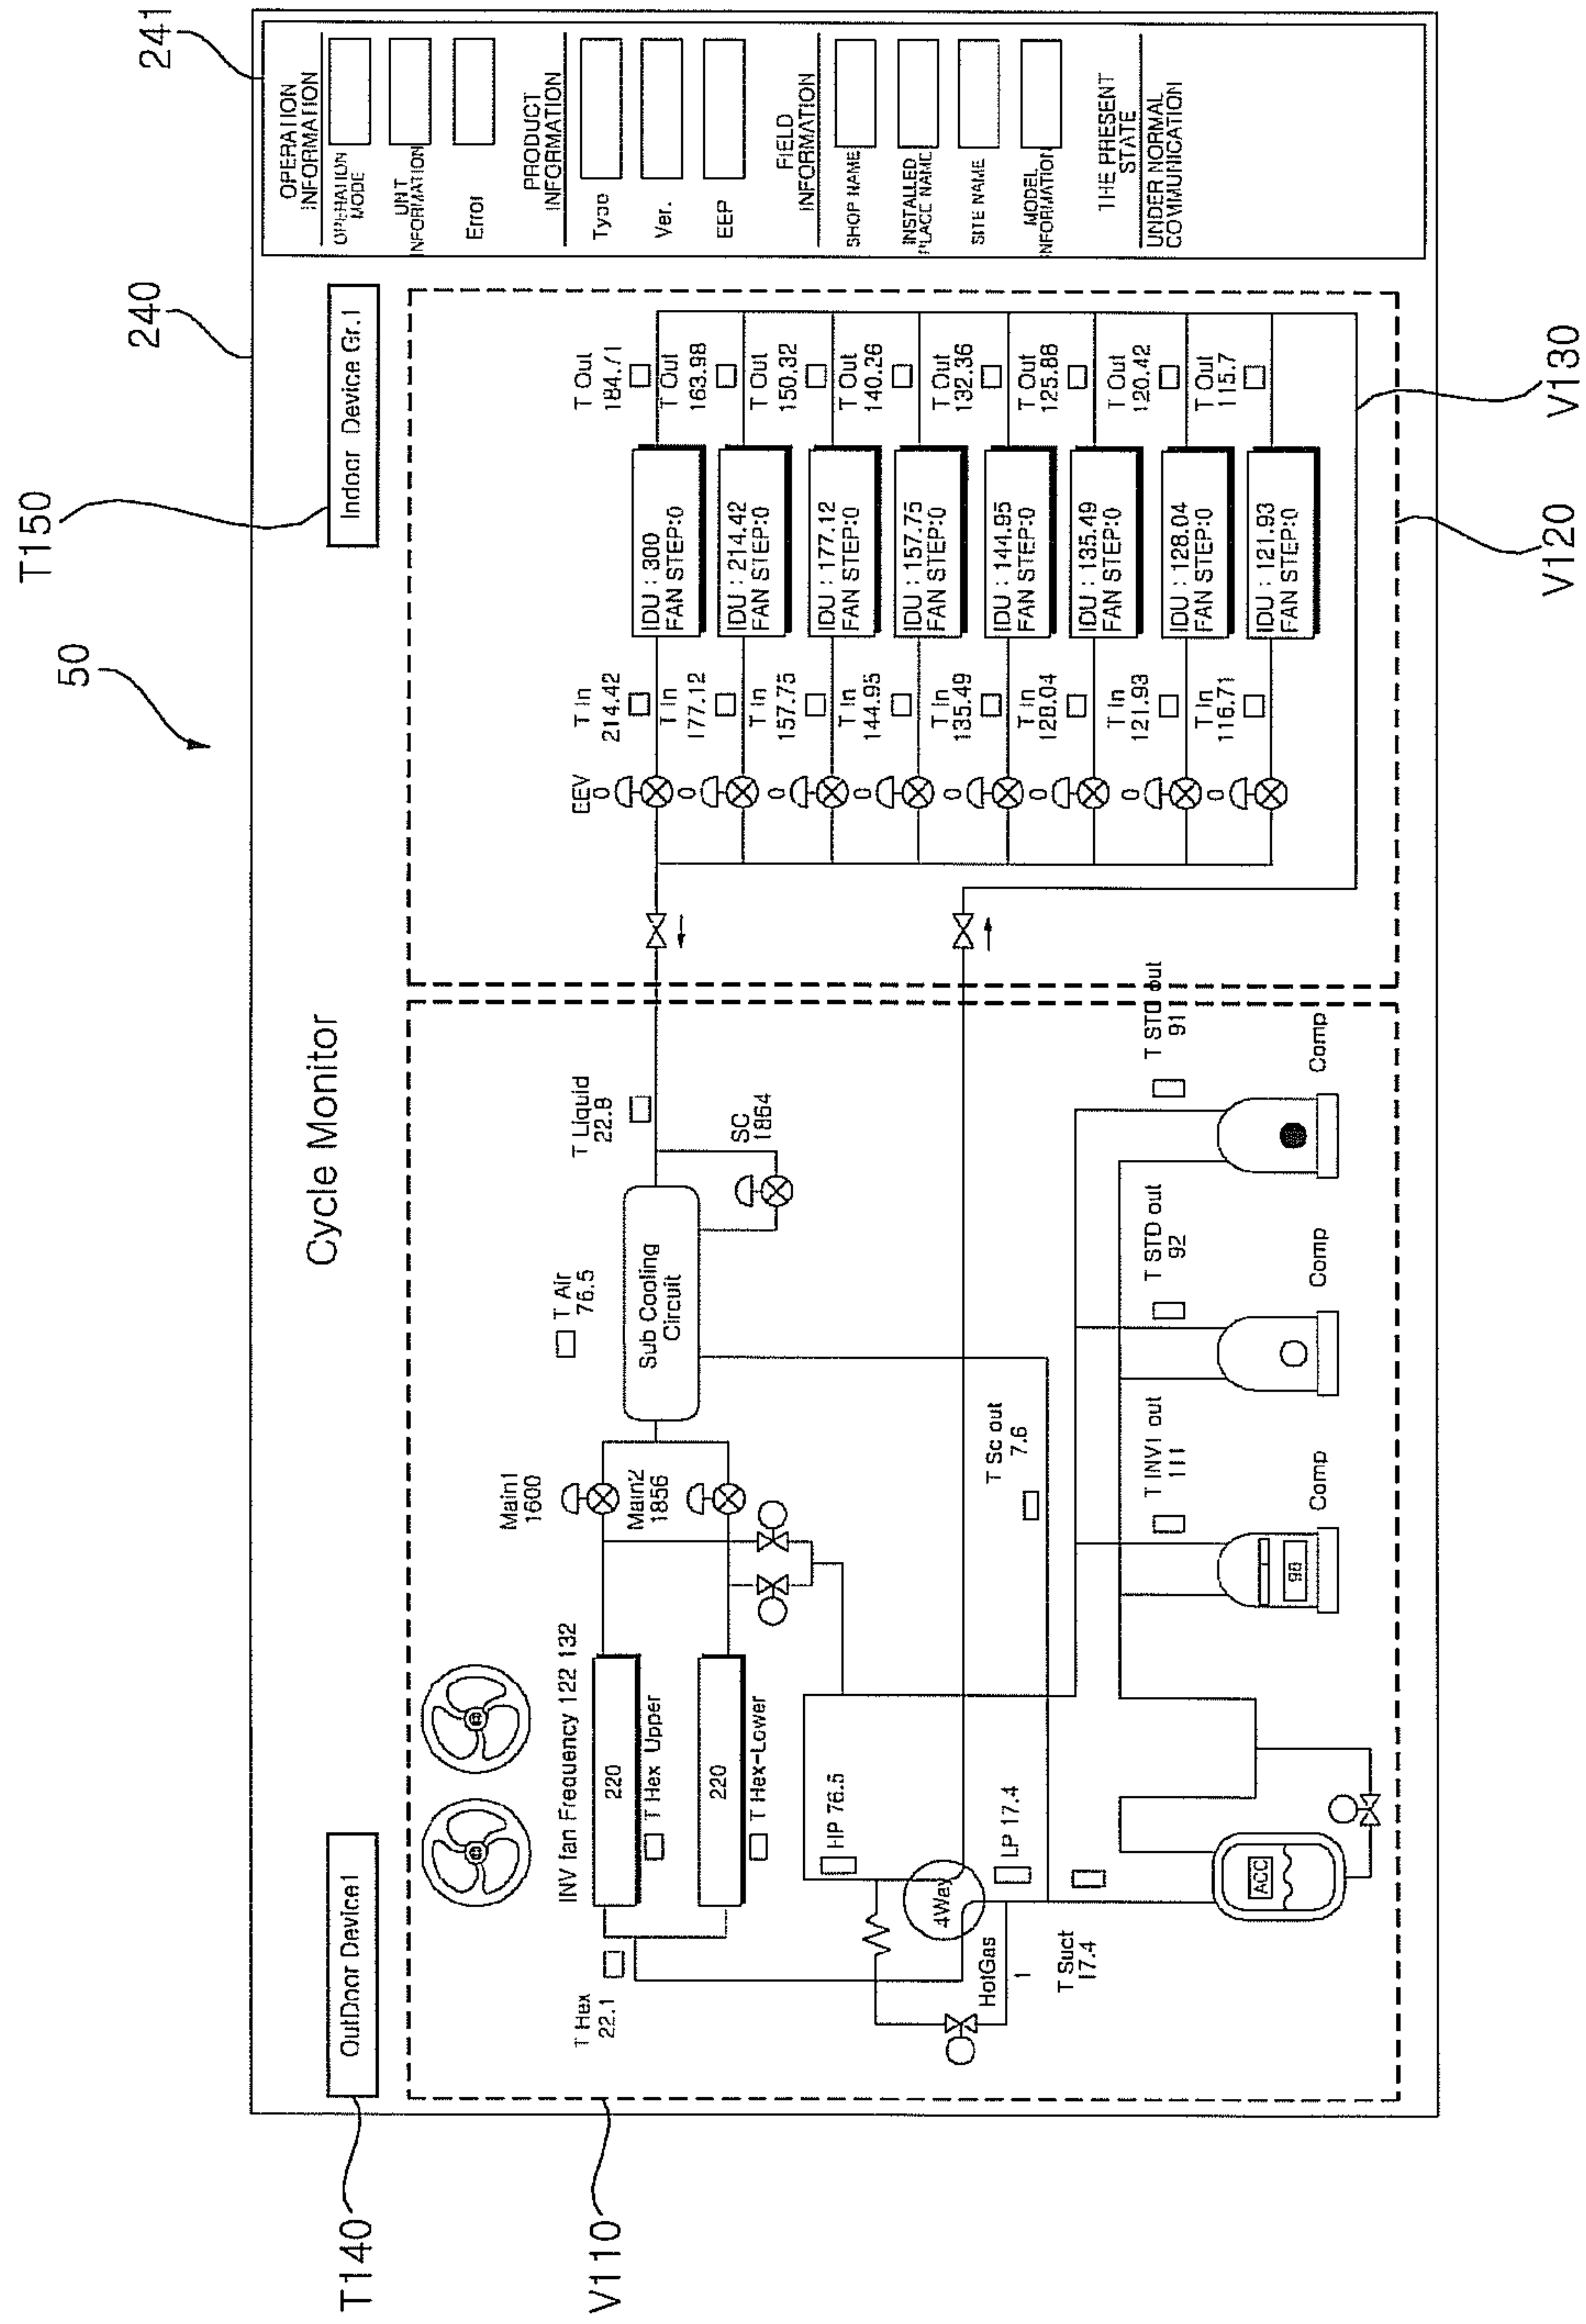 50
T150
240
241
Cycle Monitor
T140
OutDoor Device1
Indoor Device Gr.1
V110
T Hex
22.1
INV fan Frequency 122 132
220
T Hex Upper
220
T Hex-Lower
Main1
1600
Main2
1856
T Air
76.5
Sub Cooling
Circuit
T Liquid
22.8
SC
1864
HP 76.5
4Way
LP 17.4
HotGas
1
T Suct
17.4
ACC
T Sc out
7.6
T INV1 out
111
T STD out
92
T STD out
91
Comp
Comp
Comp
EEV
0
T In
214.42
IDU : 300
FAN STEP:0
T Out
184.71
0
T In
177.12
IDU : 214.42
FAN STEP:0
T Out
163.98
0
T In
157.75
IDU : 177.12
FAN STEP:0
T Out
150.32
0
T In
144.95
IDU : 157.75
FAN STEP:0
T Out
140.26
0
T In
135.49
IDU : 144.95
FAN STEP:0
T Out
132.36
0
T In
128.04
IDU : 135.49
FAN STEP:0
T Out
125.88
0
T In
121.93
IDU : 128.04
FAN STEP:0
T Out
120.42
0
T In
116.71
IDU : 121.93
FAN STEP:0
T Out
115.7
V120
V130
OPERATION
INFORMATION
OPERATION
MODE
UNIT
INFORMATION
Error
PRODUCT
INFORMATION
Type
Ver.
EEP
FIELD
INFORMATION
SHOP NAME
INSTALLED
PLACE NAME
SITE NAME
MODEL
INFORMATION
THE PRESENT
STATE
UNDER NORMAL
COMMUNICATION